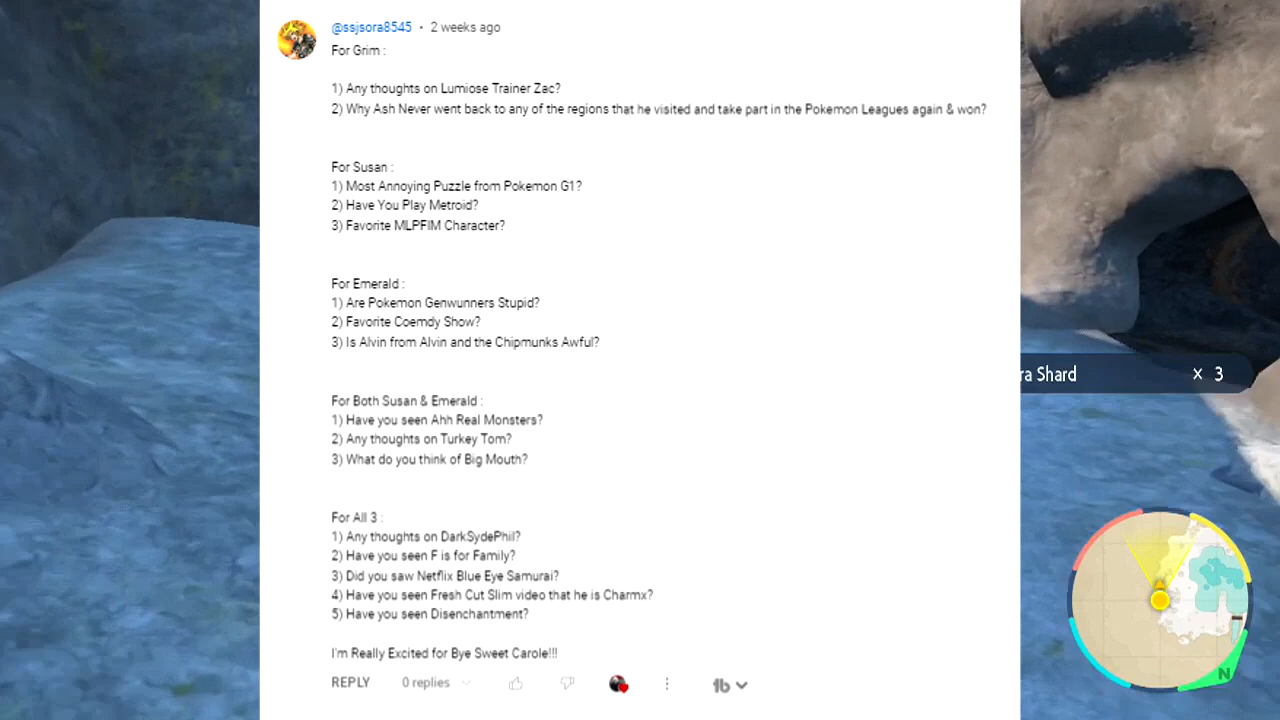 @ssjsora8545 • 2 weeks ago
For Grim :
1) Any thoughts on Lumiose Trainer Zac?
2) Why Ash Never went back to any of the regions that he visited and take part in the Pokemon Leagues again & won?
For Susan :
1) Most Annoying Puzzle from Pokemon G1?
2) Have You Play Metroid?
3) Favorite MLPFIM Character?
For Emerald :
1) Are Pokemon Genwunners Stupid?
2) Favorite Coemdy Show?
3) Is Alvin from Alvin and the Chipmunks Awful?
For Both Susan & Emerald :
1) Have you seen Ahh Real Monsters?
2) Any thoughts on Turkey Tom?
3) What do you think of Big Mouth?
For All 3 :
1) Any thoughts on DarkSydePhil?
2) Have you seen F is for Family?
3) Did you saw Netflix Blue Eye Samurai?
4) Have you seen Fresh Cut Slim video that he is Charmx?
5) Have you seen Disenchantment?
I'm Really Excited for Bye Sweet Carole!!!
REPLY 0 replies
ra Shard × 3
N